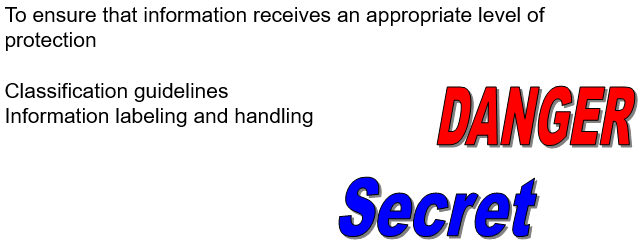 To ensure that information receives an appropriate level of
protection
Classification guidelines
Information labeling and handling
DANGER
Secret